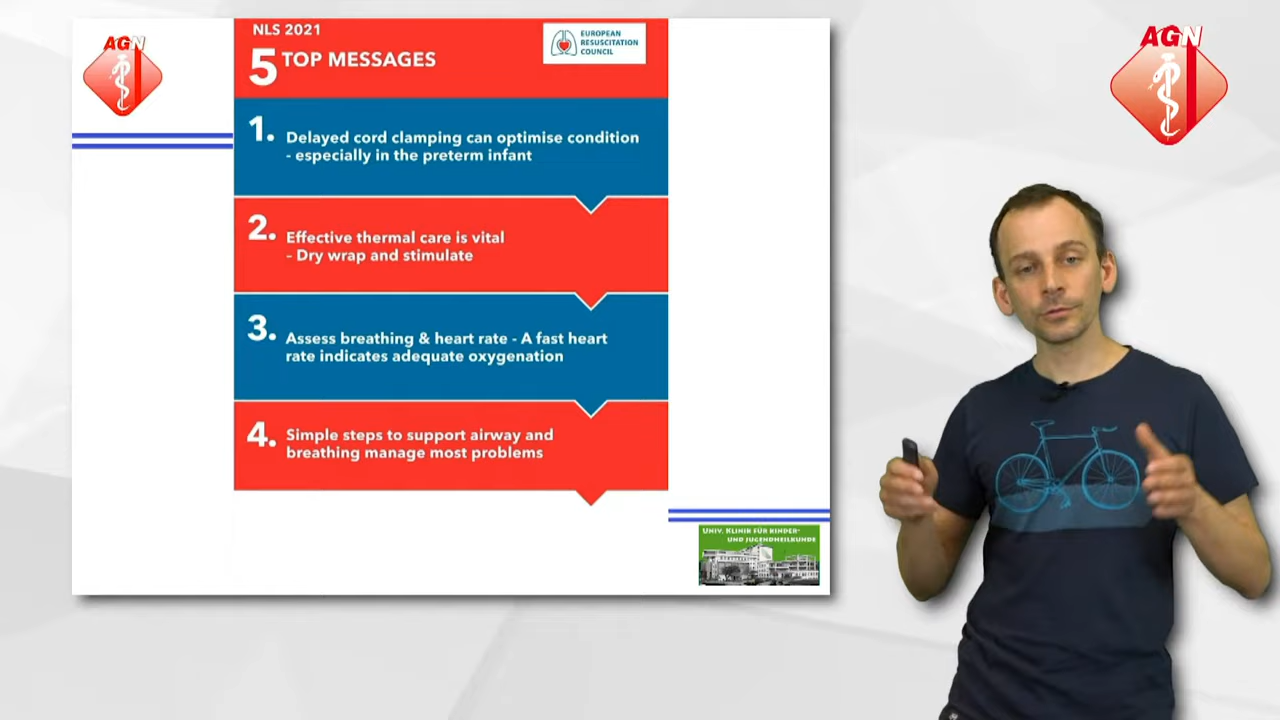 AGN
NLS 2021
5 TOP MESSAGES
EUROPEAN
RESUSCITATION
COUNCIL
1. Delayed cord clamping can optimise condition
- especially in the preterm infant
2. Effective thermal care is vital
- Dry wrap and stimulate
3. Assess breathing & heart rate - A fast heart
rate indicates adequate oxygenation
4. Simple steps to support airway and
breathing manage most problems
UNIV. KLINIK FÜR KINDER-
UND JUGENDHEILKUNDE
AGN